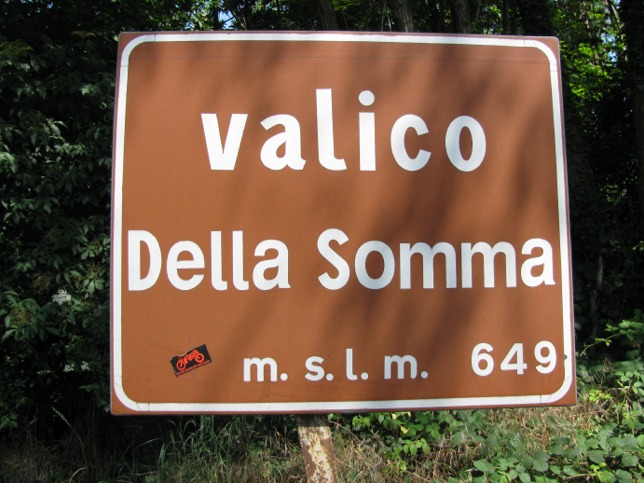 valico
Della Somma
m. s. l. m. 649